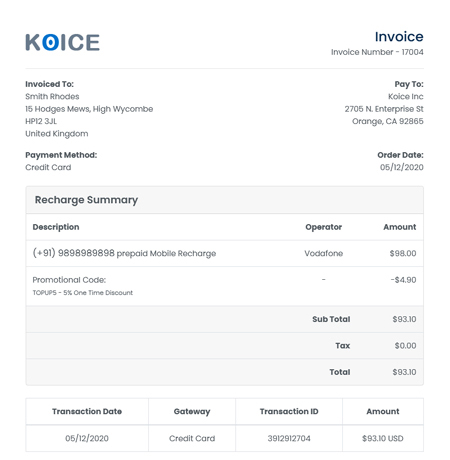 KOICE
Invoice
Invoice Number - 17004
Invoiced To:
Smith Rhodes
15 Hodges Mews, High Wycombe
HP12 3JL
United Kingdom
Pay To:
Koice Inc
2705 N. Enterprise St
Orange, CA 92865
Payment Method:
Credit Card
Order Date:
05/12/2020
Recharge Summary
Description Operator Amount
(+91) 9898989898 prepaid Mobile Recharge Vodafone $98.00
Promotional Code: - -$4.90
TOPUP5 - 5% One Time Discount
Sub Total $93.10
Tax $0.00
Total $93.10
Transaction Date Gateway Transaction ID Amount
05/12/2020 Credit Card 3912912704 $93.10 USD